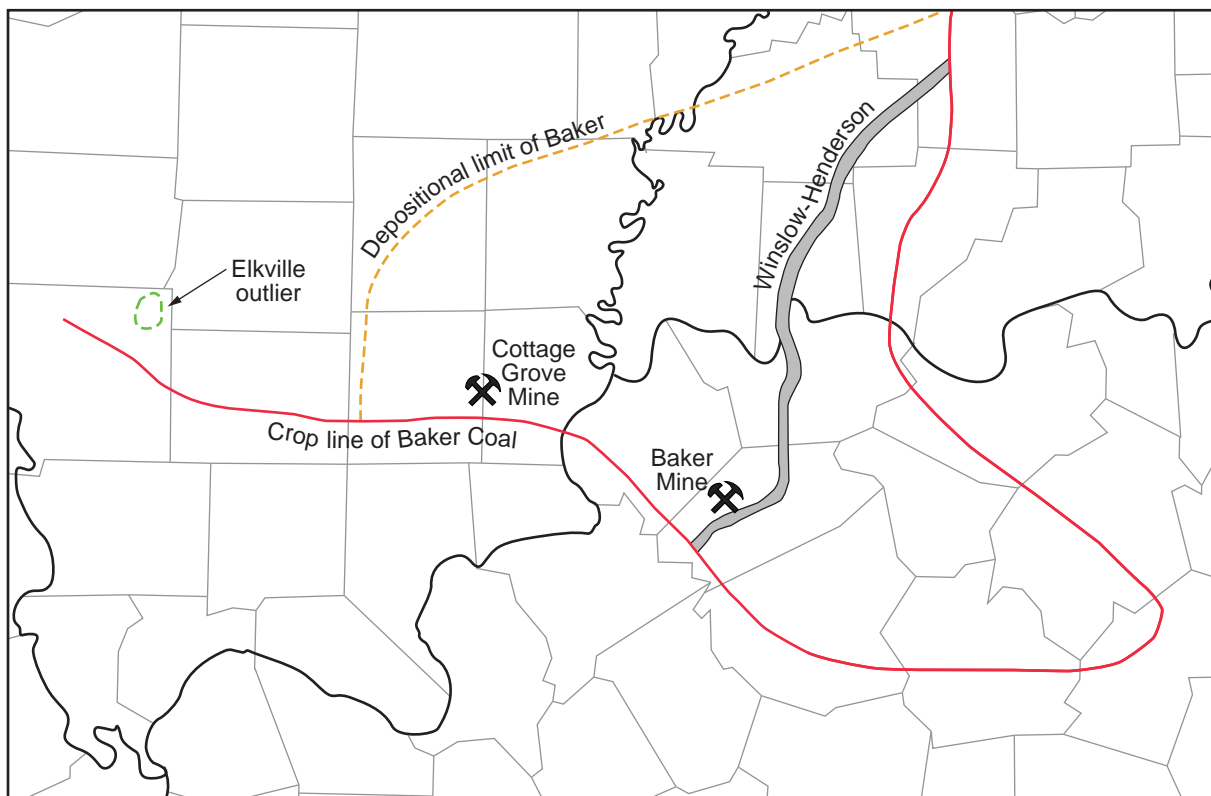 Depositional limit of Baker
Winslow-Henderson
Elkville
outlier
Cottage
Grove
Mine
Crop line of Baker Coal
Baker
Mine